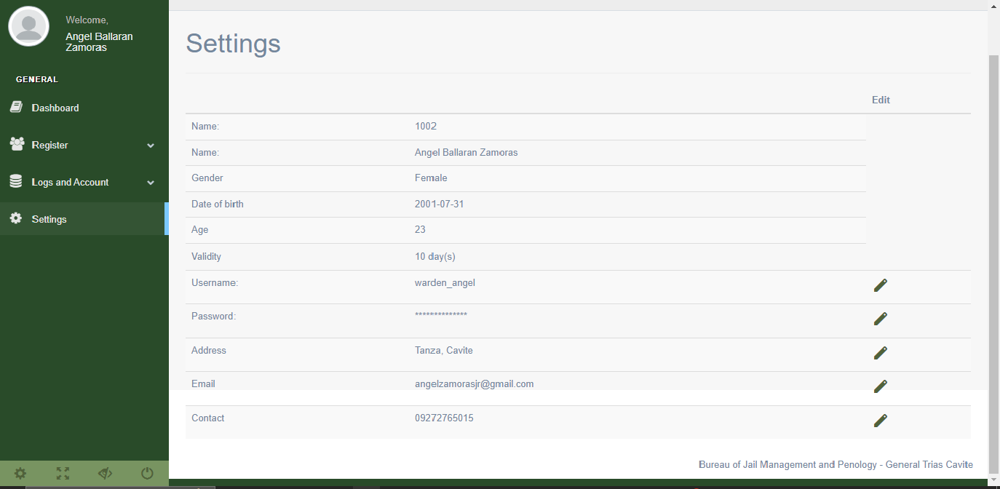 Welcome,
Angel Ballaran
Zamoras
GENERAL
Dashboard
Register
Logs and Account
Settings
Settings
Edit
Name: 1002
Name: Angel Ballaran Zamoras
Gender Female
Date of birth 2001-07-31
Age 23
Validity 10 day(s)
Username: warden_angel
Password: **************
Address Tanza, Cavite
Email angelzamorasjr@gmail.com
Contact 09272765015
Bureau of Jail Management and Penology - General Trias Cavite